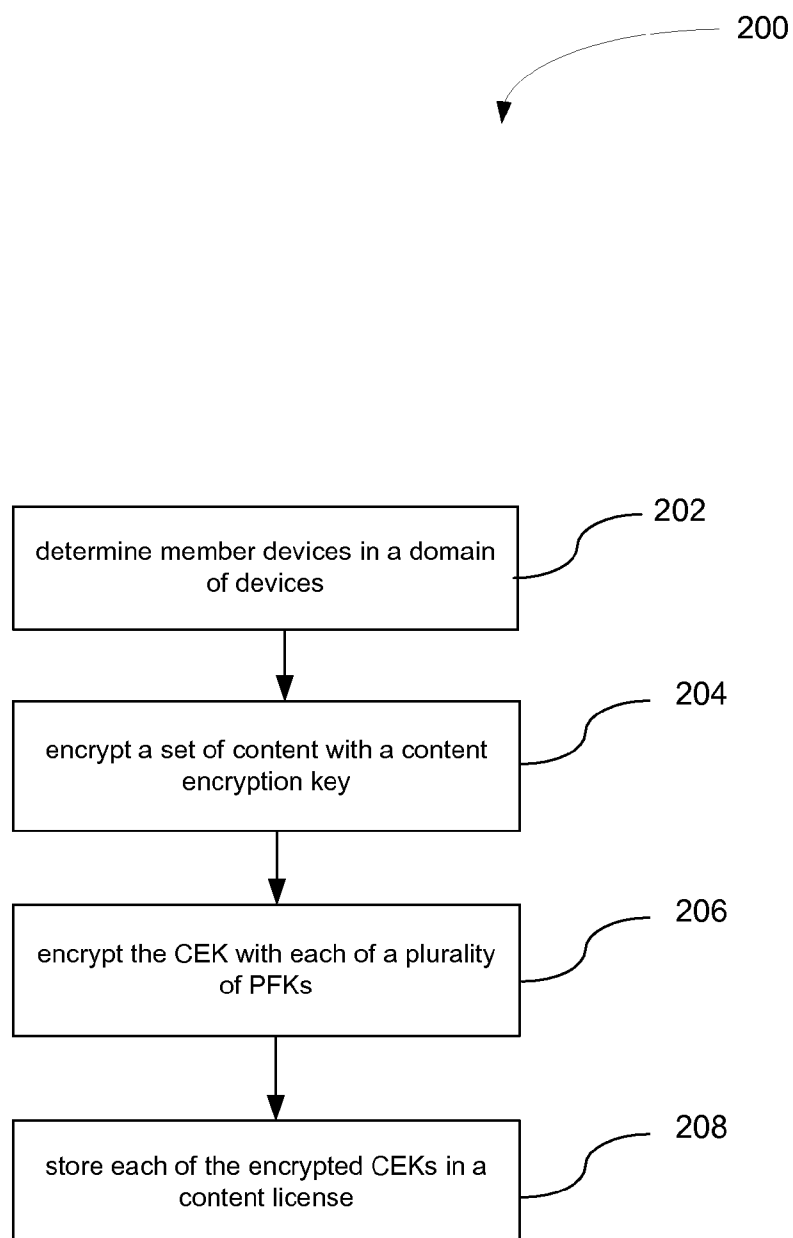 200
determine member devices in a domain
of devices
202
encrypt a set of content with a content
encryption key
204
encrypt the CEK with each of a plurality
of PFKs
206
store each of the encrypted CEKs in a
content license
208